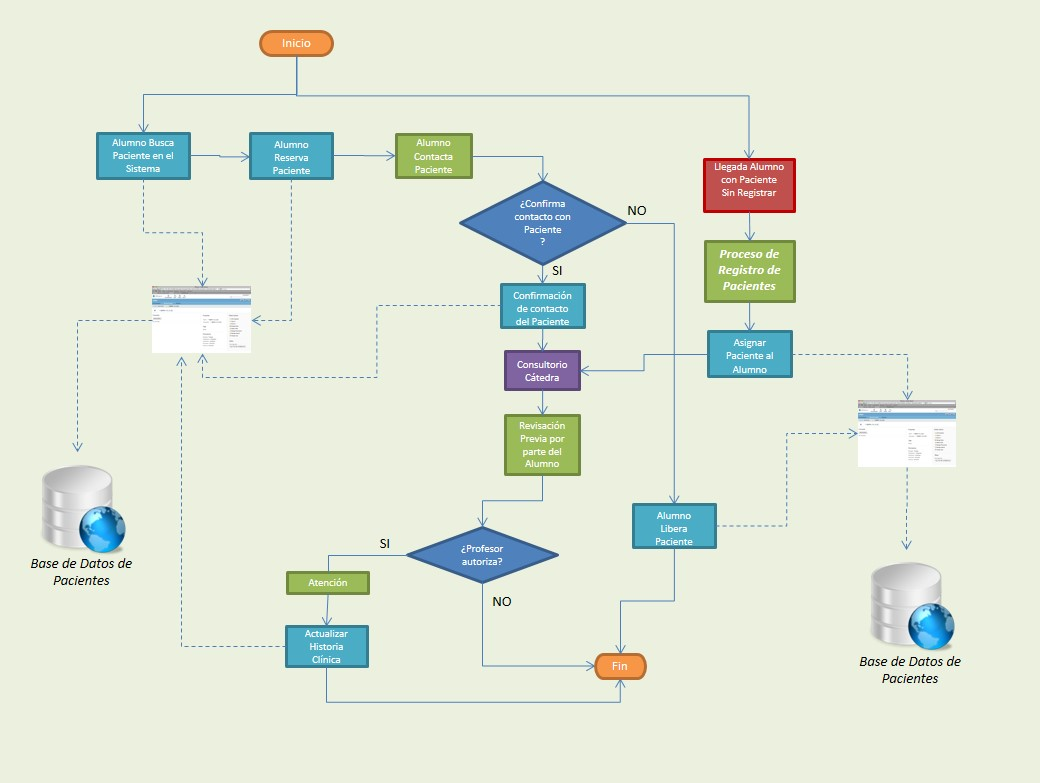 Inicio
Alumno Busca
Paciente en el
Sistema
Alumno
Reserva
Paciente
Alumno
Contacta
Paciente
Llegada Alumno
con Paciente
Sin Registrar
¿Confirma
contacto con
Paciente
?
NO
SI
Proceso de
Registro de
Pacientes
Confirmación
de contacto
del Paciente
Asignar
Paciente al
Alumno
Consultorio
Cátedra
Revisación
Previa por
parte del
Alumno
Alumno
Libera
Paciente
¿Profesor
autoriza?
SI
NO
Base de Datos de
Pacientes
Atención
Actualizar
Historia
Clínica
Fin
Base de Datos de
Pacientes